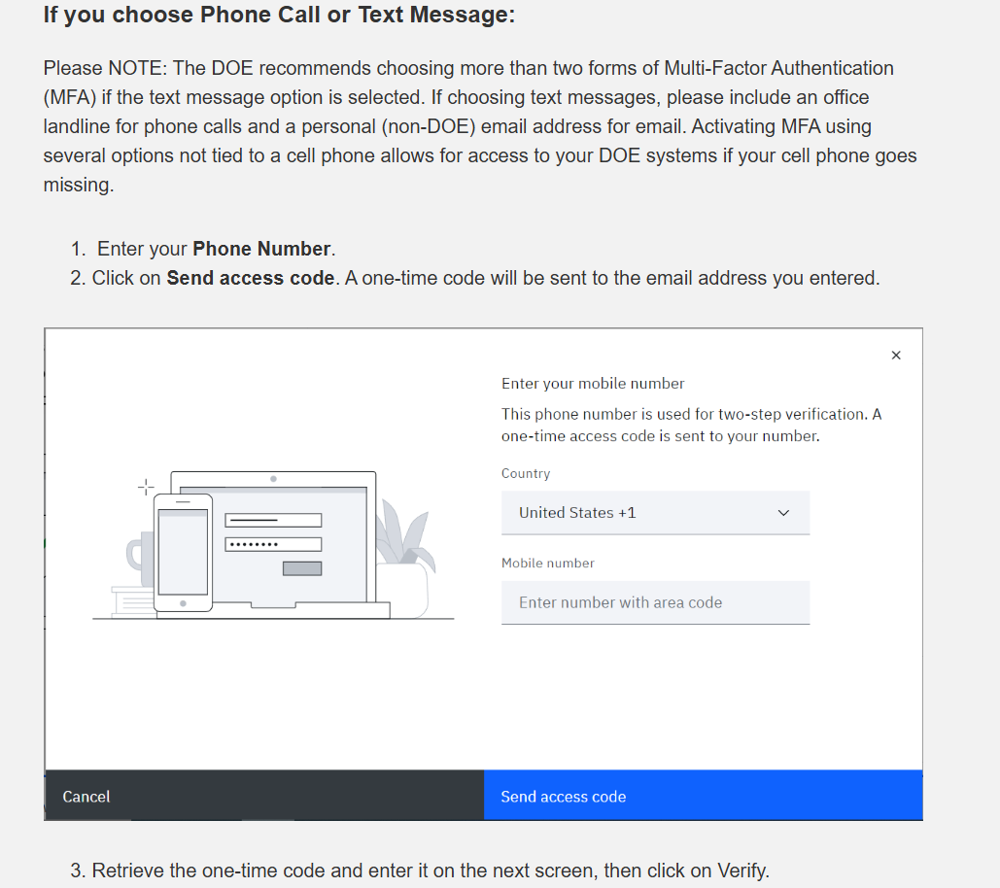 If you choose Phone Call or Text Message:
Please NOTE: The DOE recommends choosing more than two forms of Multi-Factor Authentication
(MFA) if the text message option is selected. If choosing text messages, please include an office
landline for phone calls and a personal (non-DOE) email address for email. Activating MFA using
several options not tied to a cell phone allows for access to your DOE systems if your cell phone goes
missing.
1. Enter your Phone Number.
2. Click on Send access code. A one-time code will be sent to the email address you entered.
Enter your mobile number
This phone number is used for two-step verification. A
one-time access code is sent to your number.
Country
United States +1
Mobile number
Enter number with area code
Cancel
Send access code
3. Retrieve the one-time code and enter it on the next screen, then click on Verify.